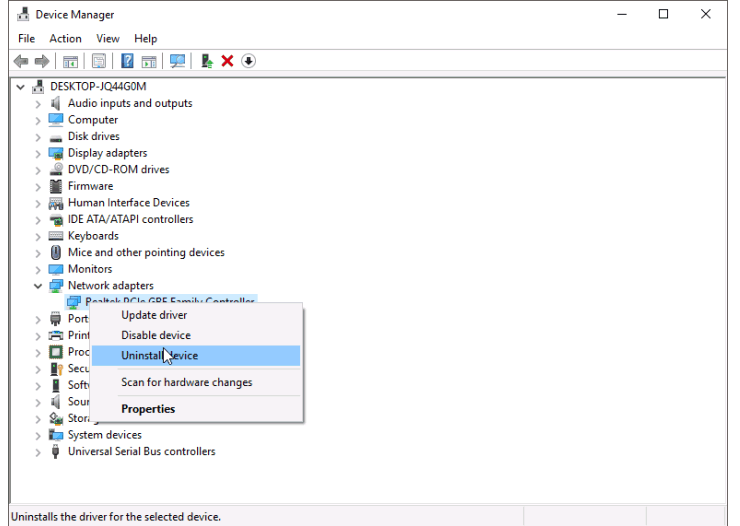 Device Manager
File Action View Help
DESKTOP-JQ44G0M
Audio inputs and outputs
Computer
Disk drives
Display adapters
DVD/CD-ROM drives
Firmware
Human Interface Devices
IDE ATA/ATAPI controllers
Keyboards
Mice and other pointing devices
Monitors
Network adapters
Realtek PCIe GBE Family Controller
Port
Update driver
Print
Disable device
Proc
Uninstall device
Secu
Soft
Scan for hardware changes
Sour
Properties
Stora
System devices
Universal Serial Bus controllers
Uninstalls the driver for the selected device.